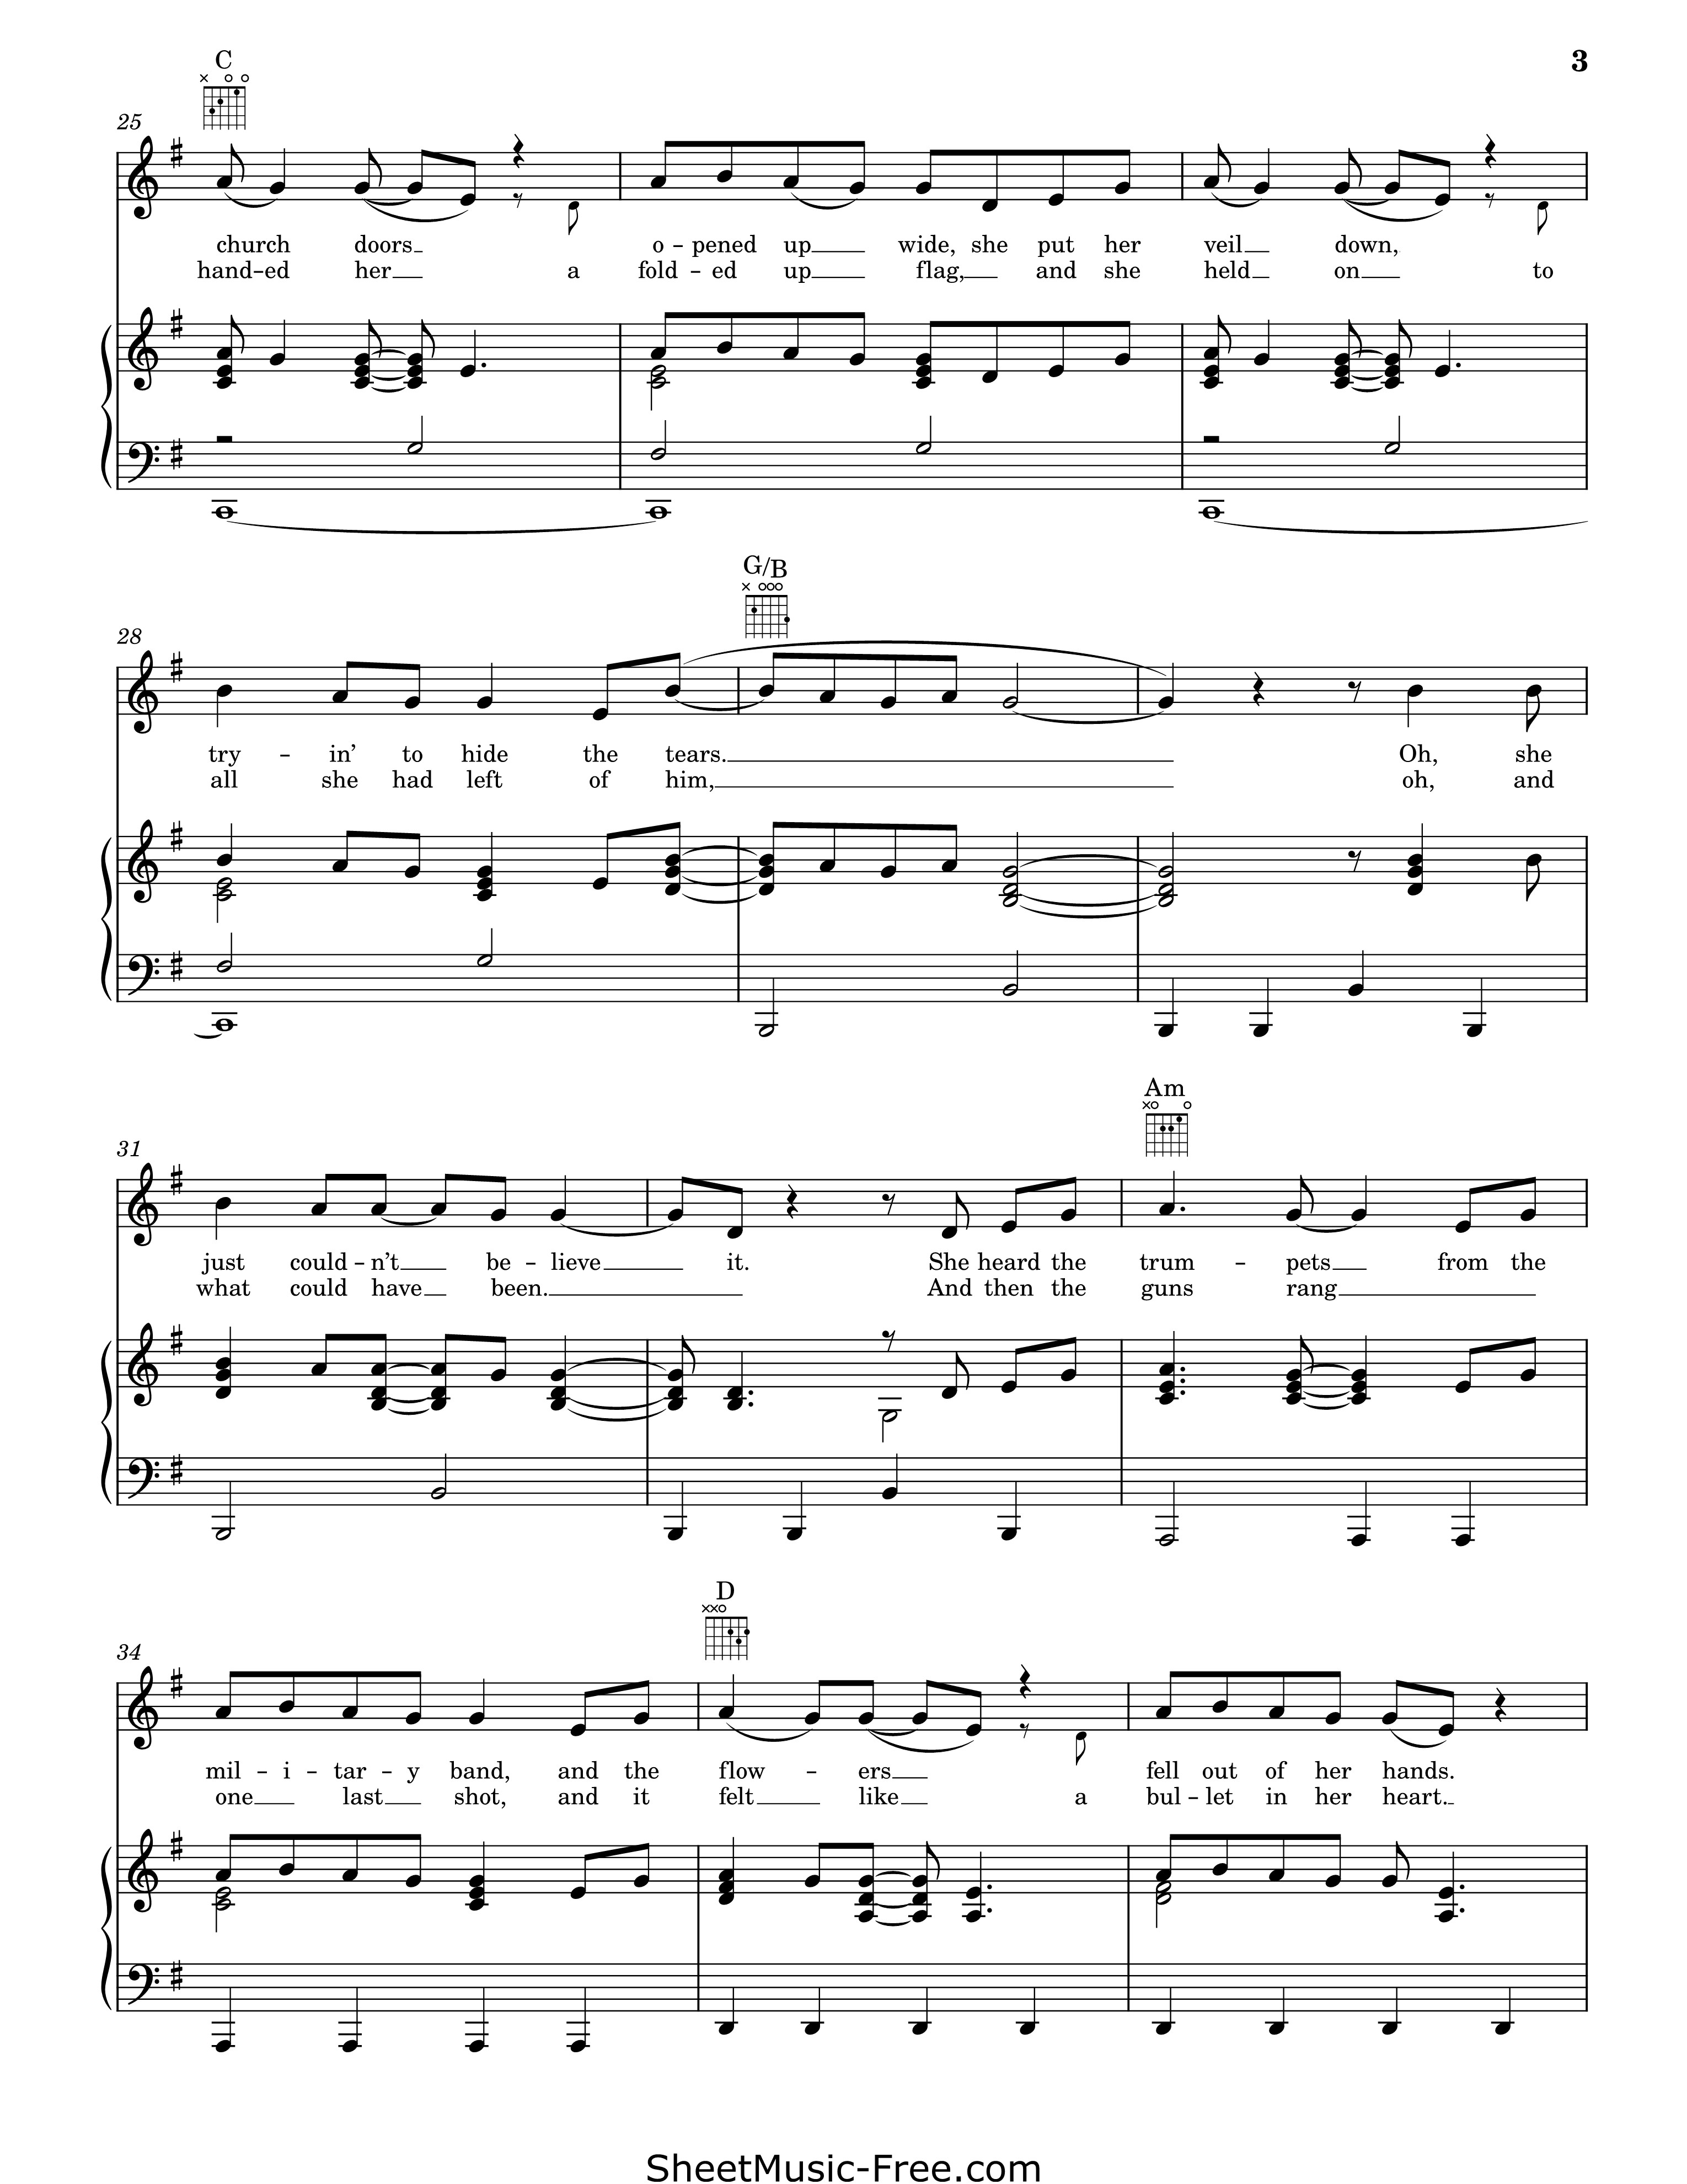 3
C
25
church doors o - pened up wide, she put her veil down,
hand - ed her a fold - ed up flag, and she held on to
G/B
28
try - in’ to hide the tears. Oh, she
all she had left of him, oh, and
31
Am
just could - n’t be - lieve it. She heard the trum - pets from the
what could have been. And then the guns rang
34
D
mil - i - tar - y band, and the flow - ers fell out of her hands.
one last shot, and it felt like a bul - let in her heart.
SheetMusic-Free.com